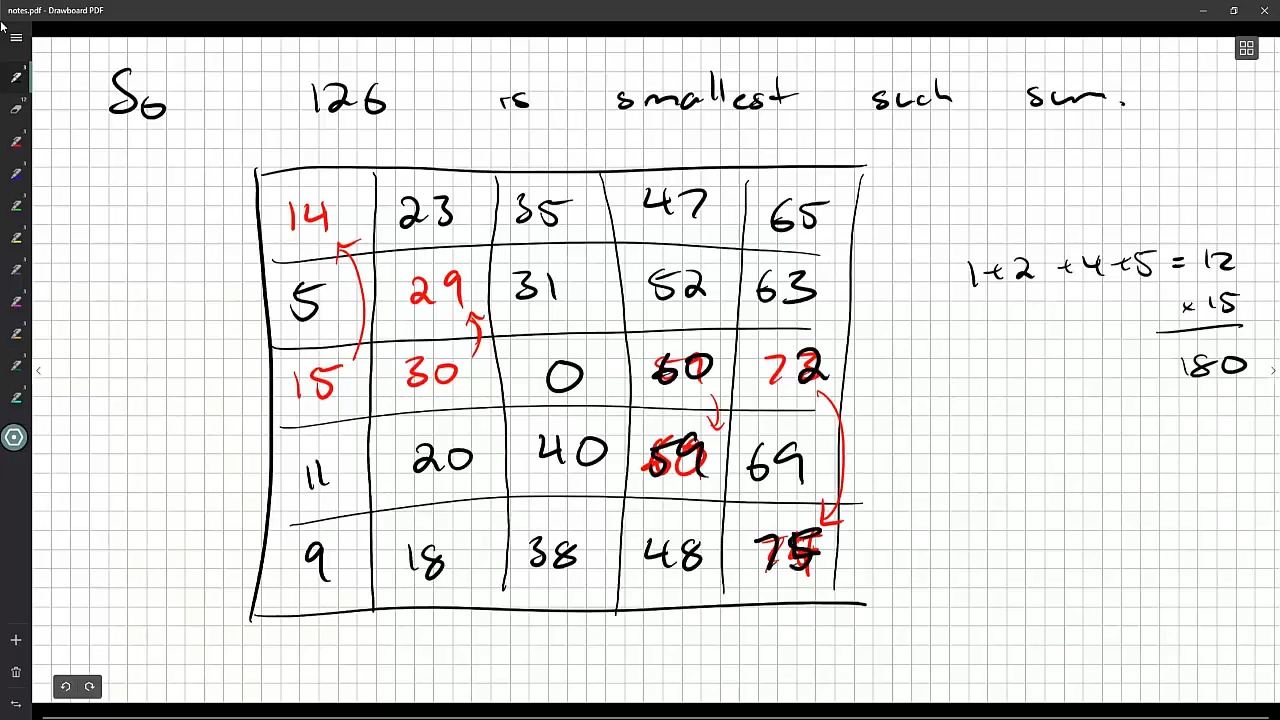 notes.pdf - Drawboard PDF
S6 126 is smallest such sum.
14 23 35 47 65
5 29 31 52 63
15 30 0 60 72
11 20 40 59 69
9 18 38 48 75
1+2 +4+5 = 12
×15
180